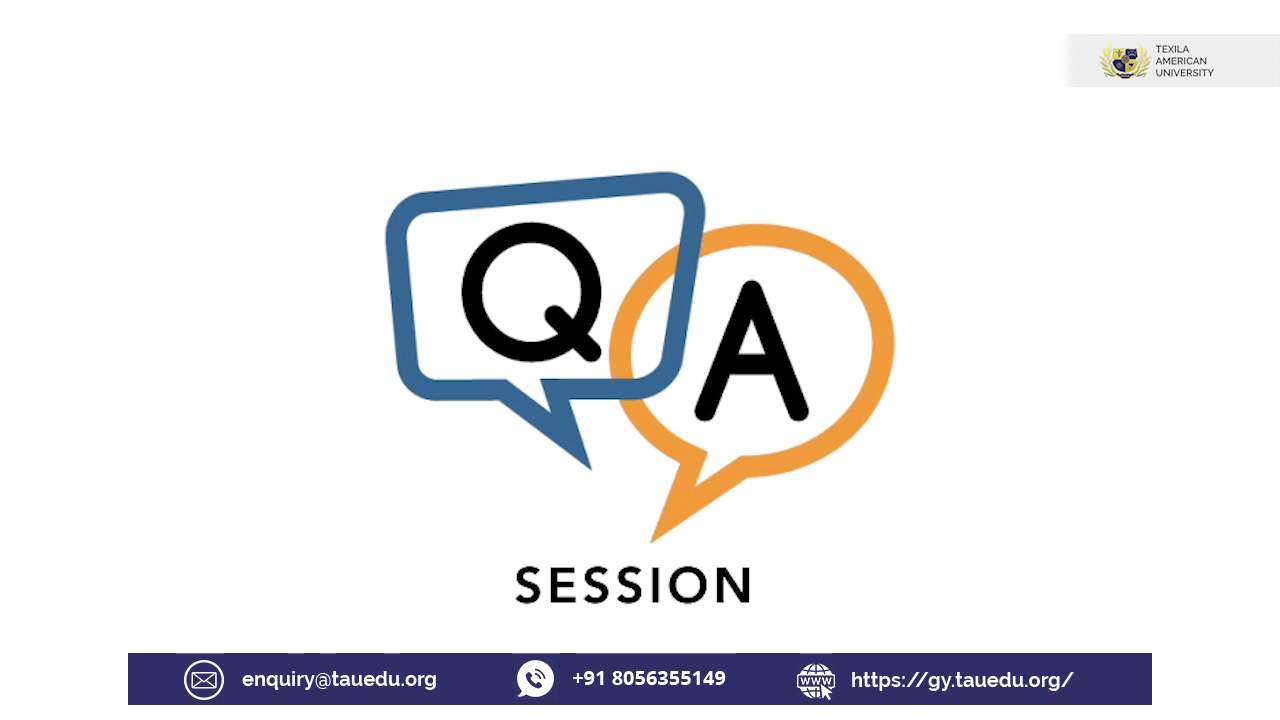 TEXILA
AMERICAN
UNIVERSITY
Q A
SESSION
enquiry@tauedu.org
+91 8056355149
www
https://gy.tauedu.org/